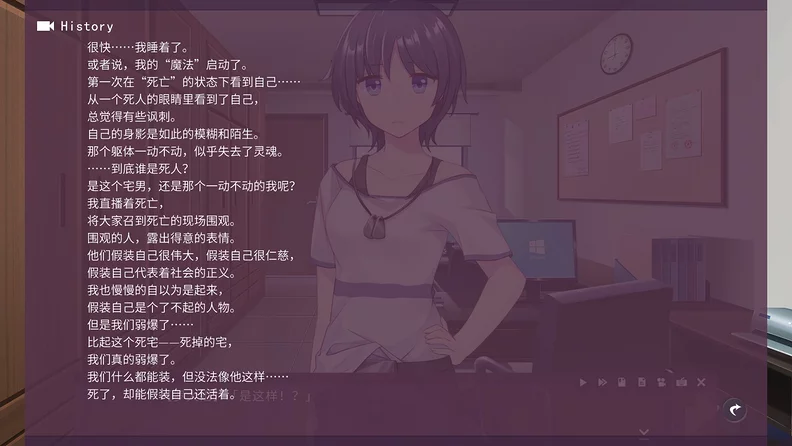 History
很快……我睡着了。
或者说，我的“魔法”启动了。
第一次在“死亡”的状态下看到自己……
从一个死人的眼睛里看到了自己，
总觉得有些讽刺。
自己的身影是如此的模糊和陌生。
那个躯体一动不动，似乎失去了灵魂。
……到底谁是死人？
是这个宅男，还是那个一动不动的我呢？
我直播着死亡，
将大家召到死亡的现场围观。
围观的人，露出得意的表情。
他们假装自己很伟大，假装自己很仁慈，
假装自己代表着社会的正义。
我也慢慢的自以为是起来，
假装自己是个了不起的人物。
但是我们弱爆了……
比起这个死宅——死掉的宅，
我们真的弱爆了。
我们什么都能装，但没法像他这样……
死了，却能假装自己还活着。
是这样！？」